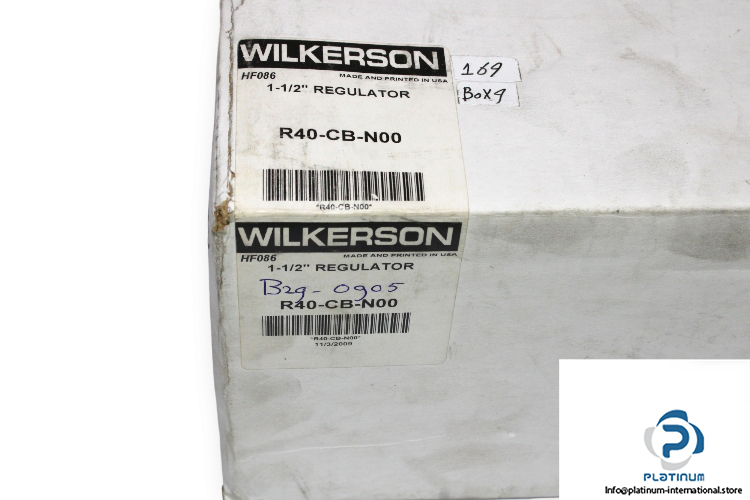 WILKERSON
HF086
MADE AND PRINTED IN USA
1-1/2" REGULATOR
R40-CB-N00
"R40-CB-N00"
169
Box 9
WILKERSON
HF086
MADE AND PRINTED IN USA
1-1/2" REGULATOR
B29-0905
R40-CB-N00
"R40-CB-N00"
11/3/2009
PLATINUM
Info@platinum-international.store